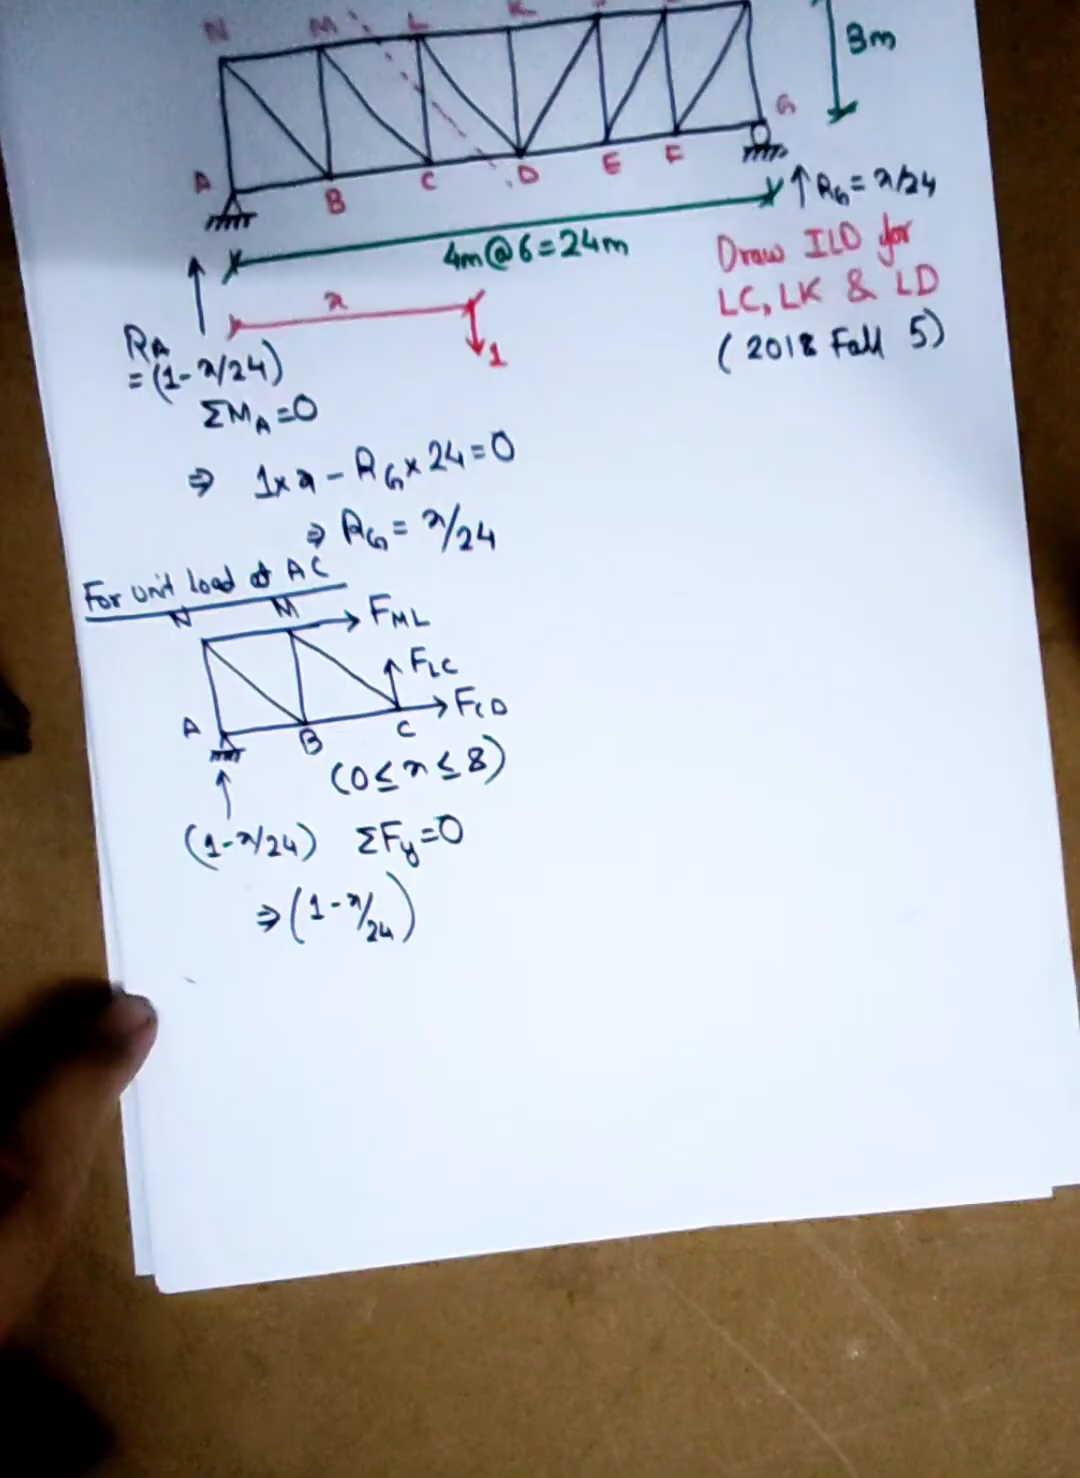 N M L K
3m
A B C D E F G
R_G = x/24
4m@6=24m
x
1
Draw ILD for
LC, LK & LD
(2018 Fall 5)
R_A
=(1-x/24)
ΣM_A=0
⇒ 1×x - R_G×24=0
⇒ R_G = x/24
For unit load at AC
N M F_ML
F_LC
F_CD
A B C
(0≤x≤8)
(1-x/24) ΣF_y=0
⇒(1-x/24)